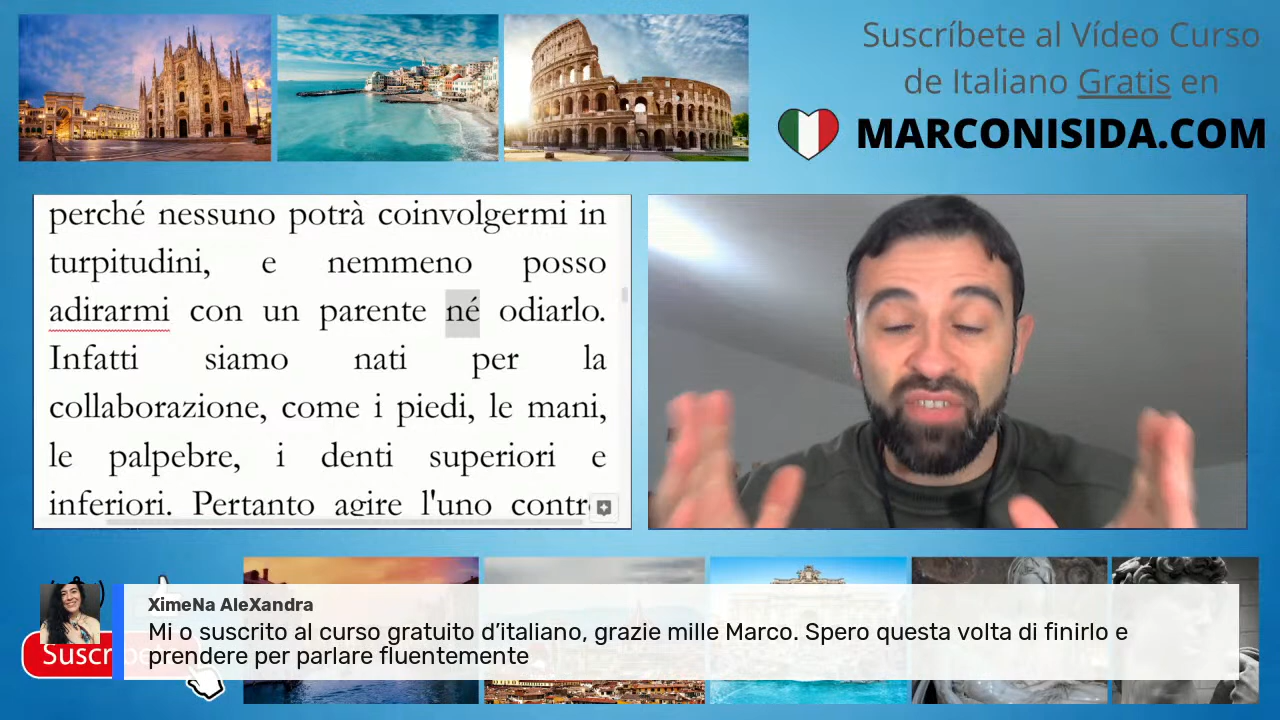 Suscríbete al Vídeo Curso
de Italiano Gratis en
MARCONISIDA.COM
perché nessuno potrà coinvolgermi in
turpitudini, e nemmeno posso
adirarmi con un parente né odiarlo.
Infatti siamo nati per la
collaborazione, come i piedi, le mani,
le palpebre, i denti superiori e
inferiori. Pertanto agire l'uno contr
XimeNa AleXandra
Mi o suscrito al curso gratuito d’italiano, grazie mille Marco. Spero questa volta di finirlo e
prendere per parlare fluentemente
Suscr